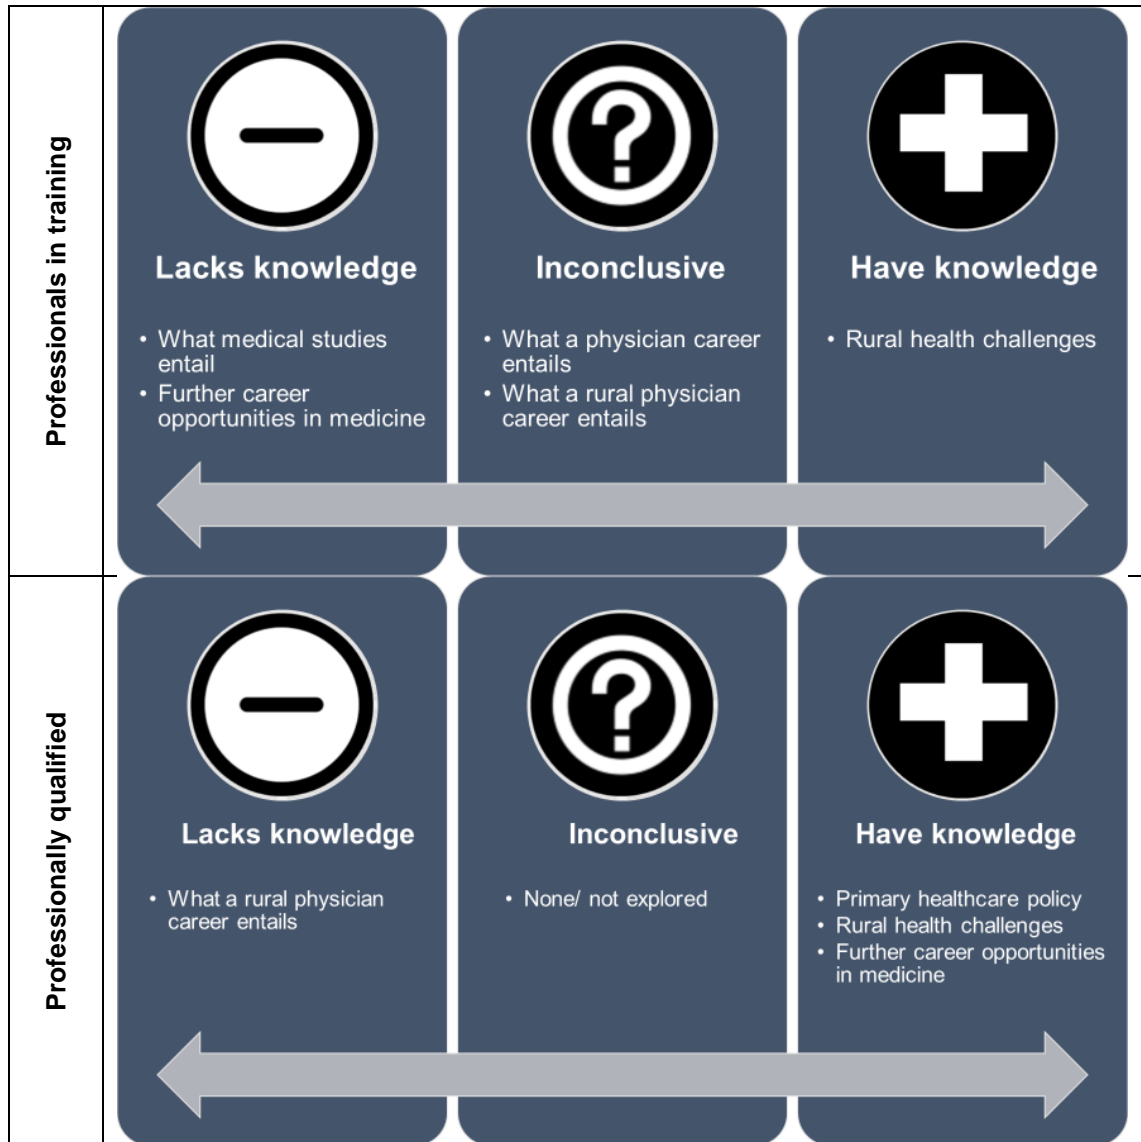 Professionals in training
Lacks knowledge
• What medical studies
entail
• Further career
opportunities in medicine
Inconclusive
• What a physician career
entails
• What a rural physician
career entails
Have knowledge
• Rural health challenges
Professionally qualified
Lacks knowledge
• What a rural physician
career entails
Inconclusive
• None/ not explored
Have knowledge
• Primary healthcare policy
• Rural health challenges
• Further career opportunities
in medicine